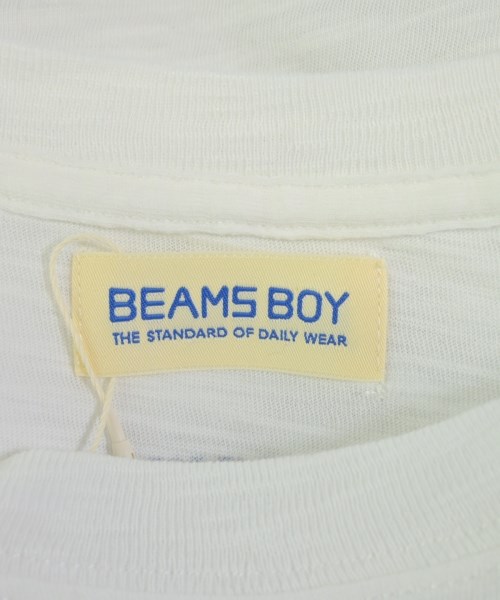 BEAMS BOY
THE STANDARD OF DAILY WEAR